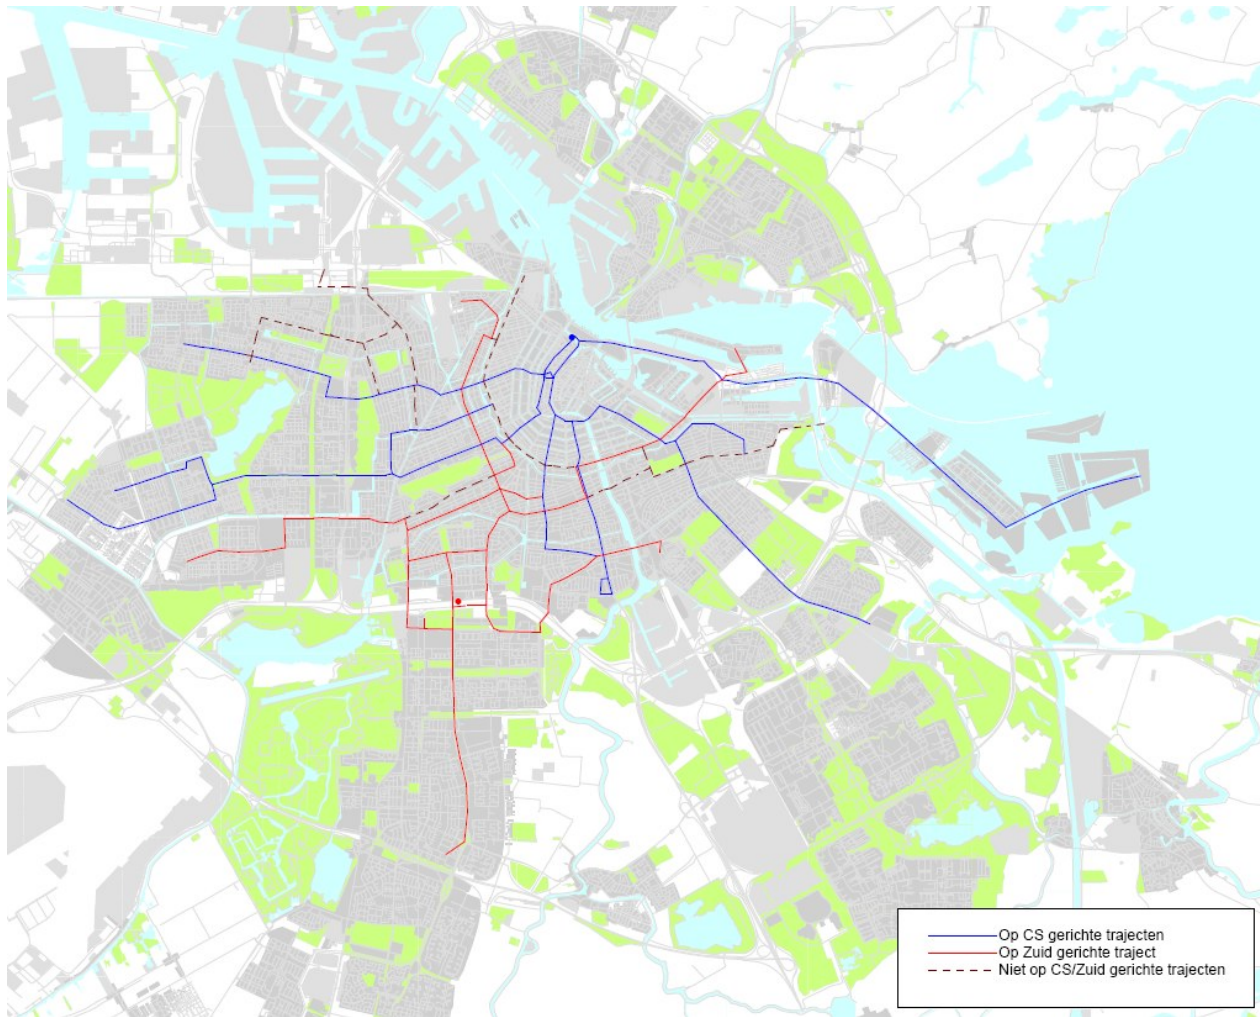 Op CS gerichte trajecten
Op Zuid gerichte traject
Niet op CS/Zuid gerichte trajecten